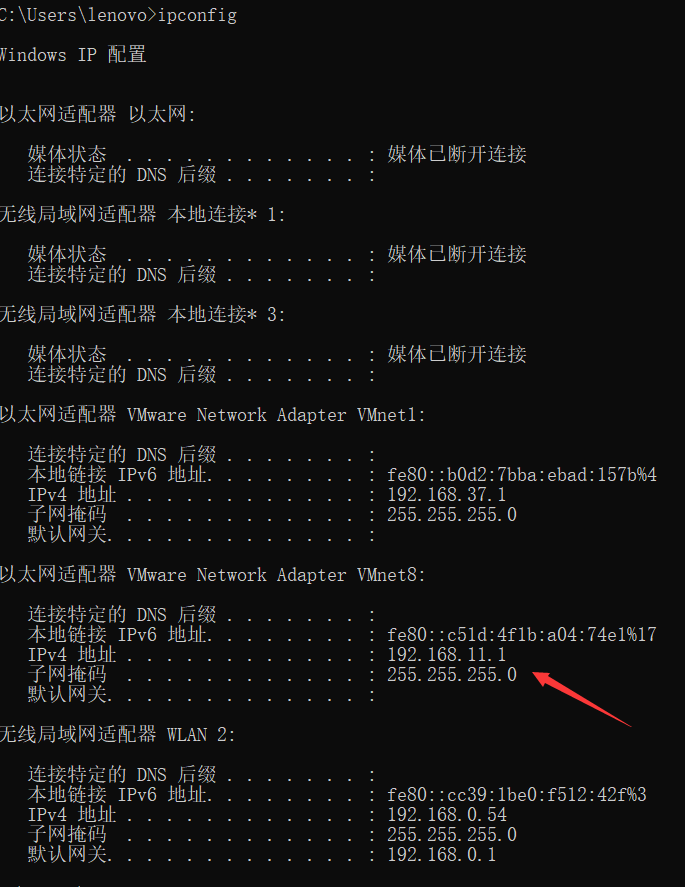 C:\Users\lenovo>ipconfig
Windows IP 配置
以太网适配器 以太网:
媒体状态 . . . . . . . . . . . . : 媒体已断开连接
连接特定的 DNS 后缀 . . . . . . . :
无线局域网适配器 本地连接* 1:
媒体状态 . . . . . . . . . . . . : 媒体已断开连接
连接特定的 DNS 后缀 . . . . . . . :
无线局域网适配器 本地连接* 3:
媒体状态 . . . . . . . . . . . . : 媒体已断开连接
连接特定的 DNS 后缀 . . . . . . . :
以太网适配器 VMware Network Adapter VMnet1:
连接特定的 DNS 后缀 . . . . . . . :
本地链接 IPv6 地址. . . . . . . . : fe80::b0d2:7bba:ebad:157b%4
IPv4 地址 . . . . . . . . . . . . : 192.168.37.1
子网掩码 . . . . . . . . . . . . : 255.255.255.0
默认网关. . . . . . . . . . . . . :
以太网适配器 VMware Network Adapter VMnet8:
连接特定的 DNS 后缀 . . . . . . . :
本地链接 IPv6 地址. . . . . . . . : fe80::c51d:4f1b:a04:74e1%17
IPv4 地址 . . . . . . . . . . . . : 192.168.11.1
子网掩码 . . . . . . . . . . . . : 255.255.255.0
默认网关. . . . . . . . . . . . . :
无线局域网适配器 WLAN 2:
连接特定的 DNS 后缀 . . . . . . . :
本地链接 IPv6 地址. . . . . . . . : fe80::cc39:1be0:f512:42f%3
IPv4 地址 . . . . . . . . . . . . : 192.168.0.54
子网掩码 . . . . . . . . . . . . : 255.255.255.0
默认网关. . . . . . . . . . . . . : 192.168.0.1